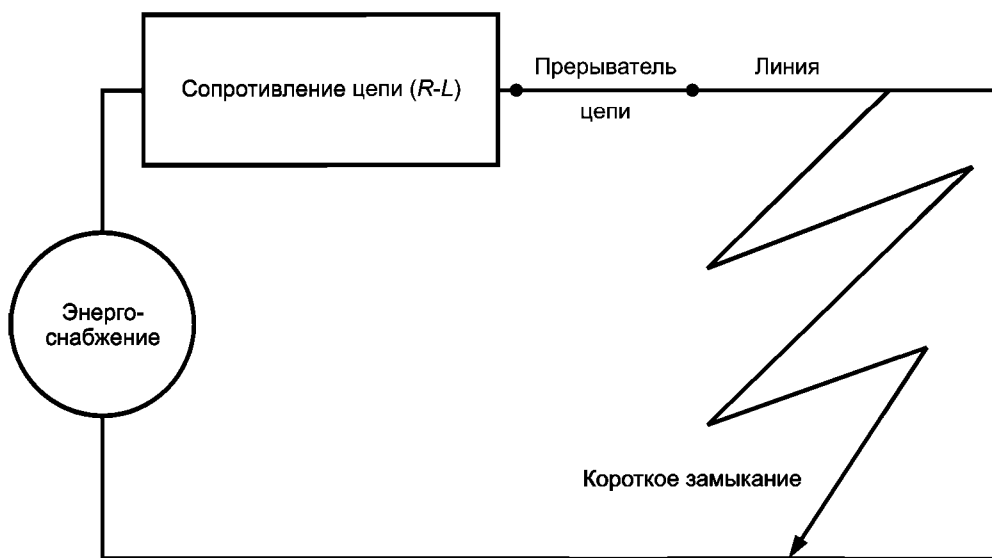 Сопротивление цепи (R-L)
Прерыватель
цепи
Линия
Энерго-
снабжение
Короткое замыкание